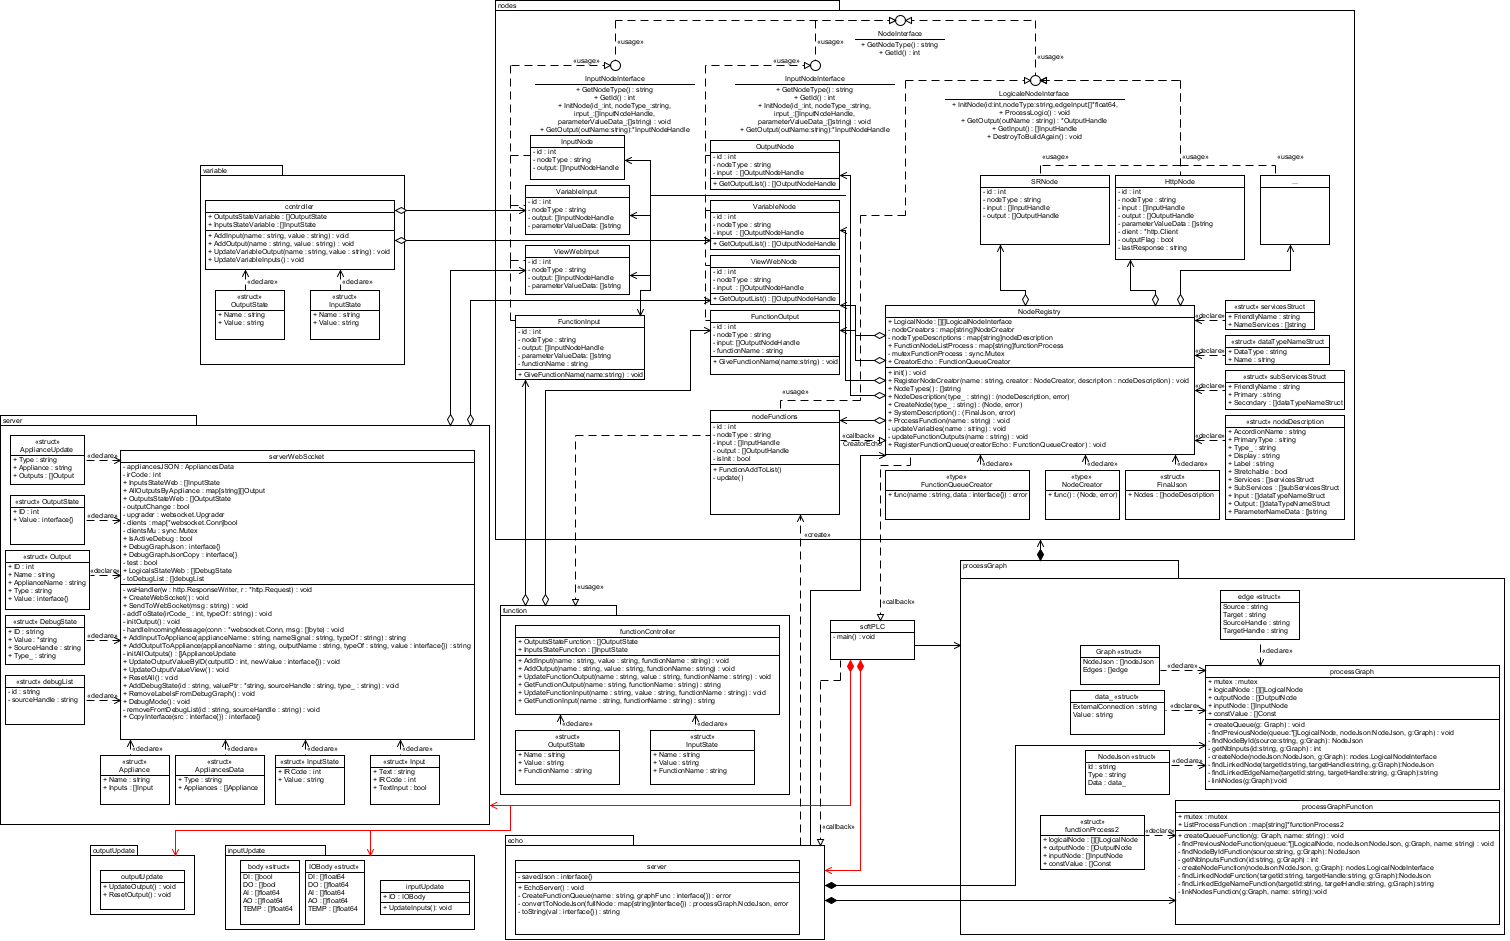 nodes
NodeInterface
+ GetNodeType() : string
+ GetId() : int
«usage»
«usage»
«usage»
«usage»
«usage»
InputNodeInterface
+ GetNodeType() : string
+ GetId() : int
+ InitNode(id_:int, nodeType_:string,
input_:[]InputNodeHandle,
parameterValueData_:[]string) : void
+ GetOutput(outName:string):*InputNodeHandle
InputNodeInterface
+ GetNodeType() : string
+ GetId() : int
+ InitNode(id_:int, nodeType_:string,
input_:[]InputNodeHandle,
parameterValueData_:[]string) : void
+ GetOutput(outName:string):*InputNodeHandle
LogicaleNodeInterface
+ InitNode(id:int,nodeType:string,edgeInput[]*float64,
+ ProcessLogic() : void
+ GetOutput(outName : string) : *OutputHandle
+ GetInput() : []InputHandle
+ DestroyToBuildAgain() : void
«usage»
«usage»
«usage»
InputNode
- id : int
- nodeType : string
- output: []InputNodeHandle
VariableInput
- id : int
- nodeType : string
- output: []InputNodeHandle
- parameterValueData: []string
ViewWebInput
- id : int
- nodeType : string
- output: []InputNodeHandle
- parameterValueData: []string
FunctionInput
- id : int
- nodeType : string
- output: []InputNodeHandle
- parameterValueData: []string
- functionName : string
+ GiveFunctionName(name:string) : void
OutputNode
- id : int
- nodeType : string
- input : []OutputNodeHandle
+ GetOutputList() : []OutputNodeHandle
VariableNode
- id : int
- nodeType : string
- input : []OutputNodeHandle
+ GetOutputList() : []OutputNodeHandle
ViewWebNode
- id : int
- nodeType : string
- input : []OutputNodeHandle
+ GetOutputList() : []OutputNodeHandle
FunctionOutput
- id : int
- nodeType : string
- input: []OutputNodeHandle
- functionName : string
+ GiveFunctionName(name:string) : void
SRNode
- id : int
- nodeType : string
- input : []InputHandle
- output : []OutputHandle
HttpNode
- id : int
- nodeType : string
- input : []InputHandle
- output : []OutputHandle
- parameterValueData : []string
- client : *http.Client
- outputFlag : bool
- lastResponse : string
...
NodeRegistry
+ LogicalNode : [][]LogicalNodeInterface
- nodeCreators : map[string]NodeCreator
- nodeTypeDescriptions : map[string]nodeDescription
+ FunctionNodeListProcess : map[string]functionProcess
- mutexFunctionProcess : sync.Mutex
+ CreatorEcho : FunctionQueueCreator
+ init() : void
+ RegisterNodeCreator(name : string, creator : NodeCreator, description : nodeDescription) : void
+ NodeTypes() : []string
+ NodeDescription(type_ : string) : (nodeDescription, error)
+ CreateNode(type_ : string) : (Node, error)
+ SystemDescription() : (FinalJson, error)
+ ProcessFunction(name : string) : void
- updateVariables(name : string) : void
- updateFunctionOutputs(name : string) : void
+ RegisterFunctionQueue(creatorEcho : FunctionQueueCreator) : void
«declare»
«declare»
«declare»
«declare»
«struct» servicesStruct
+ FriendlyName : string
+ NameServices : []string
«struct» dataTypeNameStruct
+ DataType : string
+ Name : string
«struct» subServicesStruct
+ FriendlyName : string
+ Primary : string
+ Secondary : []dataTypeNameStruct
«struct» nodeDescription
+ AccordionName : string
+ PrimaryType : string
+ Type_ : string
+ Display : string
+ Label : string
+ Stretchable : bool
+ Services : []servicesStruct
+ SubServices : []subServicesStruct
+ Input : []dataTypeNameStruct
+ Output : []dataTypeNameStruct
+ ParameterNameData : []string
«declare»
«declare»
«declare»
«type»
FunctionQueueCreator
+ func(name : string, data : interface{}) : error
«type»
NodeCreator
+ func() : (Node, error)
«struct»
FinalJson
+ Nodes : []nodeDescription
«usage»
nodeFunctions
- id : int
- nodeType : string
- input : []InputHandle
- output : []OutputHandle
- isInit : bool
+ FunctionAddToList()
- update()
«callback»
CreatorEcho
variable
controller
+ OutputsStateVariable : []OutputState
+ InputsStateVariable : []InputState
+ AddInput(name : string, value : string) : void
+ AddOutput(name : string, value : string) : void
+ UpdateVariableOutput(name : string, value : string) : void
+ UpdateVariableInputs() : void
«declare»
«declare»
«struct»
OutputState
+ Name : string
+ Value : string
«struct»
InputState
+ Name : string
+ Value : string
server
serverWebSocket
- appliancesJSON : AppliancesData
- irCode : int
+ InputsStateWeb : []InputState
+ AllOutputsByAppliance : map[string][]Output
+ OutputsStateWeb : []OutputState
- outputChange : bool
- upgrader : websocket.Upgrader
- clients : map[*websocket.Conn]bool
- clientsMu : sync.Mutex
+ IsActiveDebug : bool
+ DebugGraphJson : interface{}
+ DebugGraphJsonCopy : interface{}
- test : bool
+ LogicalsStateWeb : []DebugState
- toDebugList : []debugList
- wsHandler(w : http.ResponseWriter, r : *http.Request) : void
+ CreateWebSocket() : void
+ SendToWebSocket(msg : string) : void
- addToState(irCode_ : int, typeOf : string) : void
- initOutput() : void
- handleIncomingMessage(conn : *websocket.Conn, msg : []byte) : void
+ AddInputToAppliance(applianceName : string, nameSignal : string, typeOf : string) : string
+ AddOutputToAppliance(applianceName : string, outputName : string, typeOf : string, value : interface{}) : string
- initAllOutputs() : []ApplianceUpdate
+ UpdateOutputValueByID(outputID : int, newValue : interface{}) : void
+ UpdateOutputValueView() : void
+ ResetAll() : void
+ AddDebugState(id : string, valuePtr : *string, sourceHandle : string, type_ : string) : void
+ RemoveLabelsFromDebugGraph() : void
+ DebugMode() : void
- removeFromDebugList(id : string, sourceHandle : string) : void
+ CopyInterface(src : interface{}) : interface{}
«struct»
ApplianceUpdate
+ Type : string
+ Appliance : string
+ Outputs : []Output
«declare»
«struct» OutputState
+ ID : int
+ Value : interface{}
«declare»
«struct» Output
+ ID : int
+ Name : string
+ ApplianceName : string
+ Type : string
+ Value : interface{}
«declare»
«struct» DebugState
+ ID : string
+ Value : *string
+ SourceHandle : string
+ Type_ : string
«declare»
«struct» debugList
- id : string
- sourceHandle : string
«declare»
«declare»
«declare»
«declare»
«declare»
«struct»
Appliance
+ Name : string
+ Inputs : []Input
«struct»
AppliancesData
+ Type : string
+ Appliances : []Appliance
«struct» InputState
+ IRCode : int
+ Value : string
«struct» Input
+ Text : string
+ IRCode : int
+ TextInput : bool
«usage»
«create»
«callback»
«callback»
function
functionController
+ OutputsStateFunction : []OutputState
+ InputsStateFunction : []InputState
+ AddInput(name : string, value : string, functionName : string) : void
+ AddOutput(name : string, value : string, functionName : string) : void
+ UpdateFunctionOutput(name : string, value : string, functionName : string) : void
+ GetFunctionOutput(name : string, functionName : string) : string
+ UpdateFunctionInput(name : string, value : string, functionName : string) : void
+ GetFunctionInput(name : string, functionName : string) : string
«declare»
«declare»
«struct»
OutputState
+ Name : string
+ Value : string
+ FunctionName : string
«struct»
InputState
+ Name : string
+ Value : string
+ FunctionName : string
softPLC
- main() : void
processGraph
edge «struct»
Source : string
Target : string
SourceHandle : string
TargetHandle : string
«declare»
Graph «struct»
NodeJson : []nodeJson
Edges : []edge
«declare»
data_ «struct»
ExternalConnection : string
Value : string
«declare»
NodeJson «struct»
Id : string
Type : string
Data : data_
«declare»
processGraph
+ mutex : mutex
+ logicalNode : [][]LogicalNode
+ outputNode : []OutputNode
+ inputNode : []InputNode
+ constValue : []Const
+ createQueue(g: Graph) : void
- findPreviousNode(queue:*[]LogicalNode, nodeJson:NodeJson, g:Graph) : void
- findNodeById(source:string, g:Graph): NodeJson
- getNbInputs(id:string, g:Graph) : int
- createNode(nodeJson:NodeJson, g:Graph): nodes.LogicalNodeInterface
- findLinkedNode(targetId:string, targetHandle:string, g:Graph):NodeJson
- findLinkedEdgeName(targetId:string, targetHandle:string, g:Graph):string
- linkNodes(g:Graph):void
«struct»
functionProcess2
+ logicalNode : [][]LogicalNode
+ outputNode : []OutputNode
+ inputNode : []InputNode
+ constValue : []Const
«declare»
processGraphFunction
+ mutex : mutex
+ ListProcessFunction : map[string]*functionProcess2
+ createQueueFunction(g: Graph, name: string) : void
- findPreviousNodeFunction(queue:*[]LogicalNode, nodeJson:NodeJson, g:Graph, name: string) : void
- findNodeByIdFunction(source:string, g:Graph): NodeJson
- getNbInputsFunction(id:string, g:Graph) : int
- createNodeFunction(nodeJson:NodeJson, g:Graph): nodes.LogicalNodeInterface
- findLinkedNodeFunction(targetId:string, targetHandle:string, g:Graph):NodeJson
- findLinkedEdgeNameFunction(targetId:string, targetHandle:string, g:Graph):string
- linkNodesFunction(g:Graph, name: string):void
echo
server
- savedJson : interface{}
+ EchoServer() : void
- CreateFunctionQueue(name : string, graphFunc : interface{}) : error
- convertToNodeJson(fullNode : map[string]interface{}) : processGraph.NodeJson, error
- toString(val : interface{}) : string
outputUpdate
outputUpdate
+ UpdateOutput() : void
+ ResetOutput() : void
inputUpdate
body «struct»
DI : []bool
DO : []bool
AI : []float64
AO : []float64
TEMP : []float64
IOBody «struct»
DI : []float64
DO : []float64
AI : []float64
AO : []float64
TEMP : []float64
inputUpdate
+ IO : IOBody
+ UpdateInputs() : void